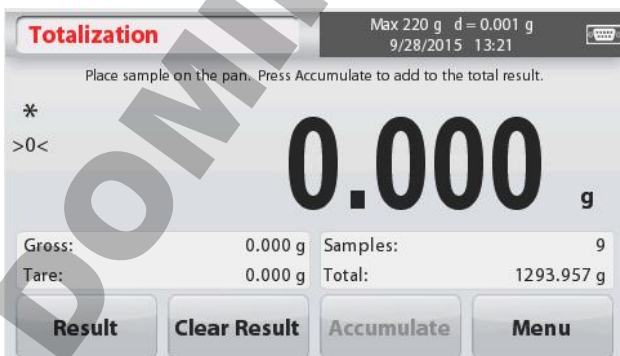 Totalization
Max 220 g d = 0.001 g
9/28/2015 13:21
Place sample on the pan. Press Accumulate to add to the total result.
*
>0<
0.000 g
Gross: 0.000 g Samples: 9
Tare: 0.000 g Total: 1293.957 g
Result Clear Result Accumulate Menu